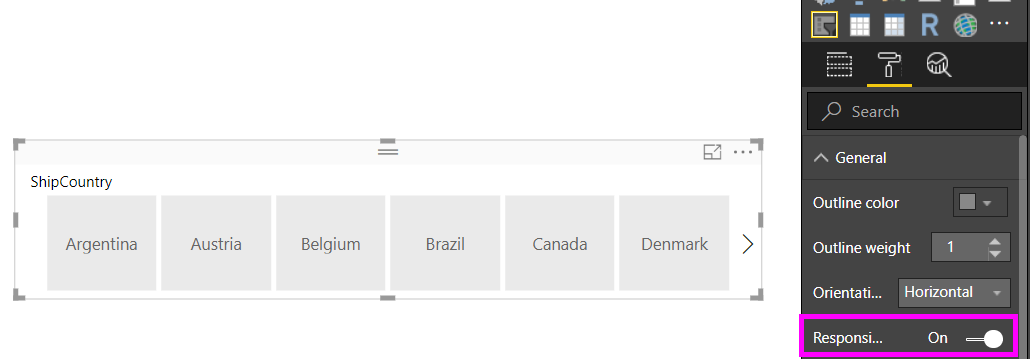 R
Search
General
ShipCountry
Outline color
Argentina Austria Belgium Brazil Canada Denmark
Outline weight 1
Orientati... Horizontal
Responsi... On